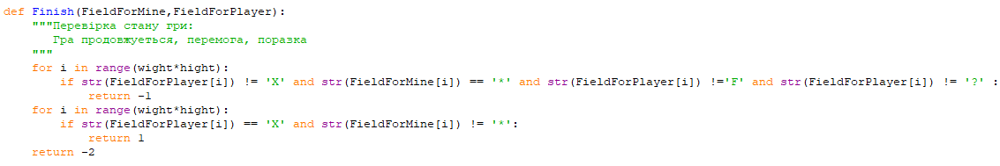 def Finish(FieldForMine,FieldForPlayer):
    """Перевірка стану гри:
       Гра продовжуеться, перемога, поразка
    """
    for i in range(wight*hight):
        if str(FieldForPlayer[i]) != 'X' and str(FieldForMine[i]) == '*' and str(FieldForPlayer[i]) !='F' and str(FieldForPlayer[i]) != '?' :
            return -1
    for i in range(wight*hight):
        if str(FieldForPlayer[i]) == 'X' and str(FieldForMine[i]) != '*':
            return 1
    return -2